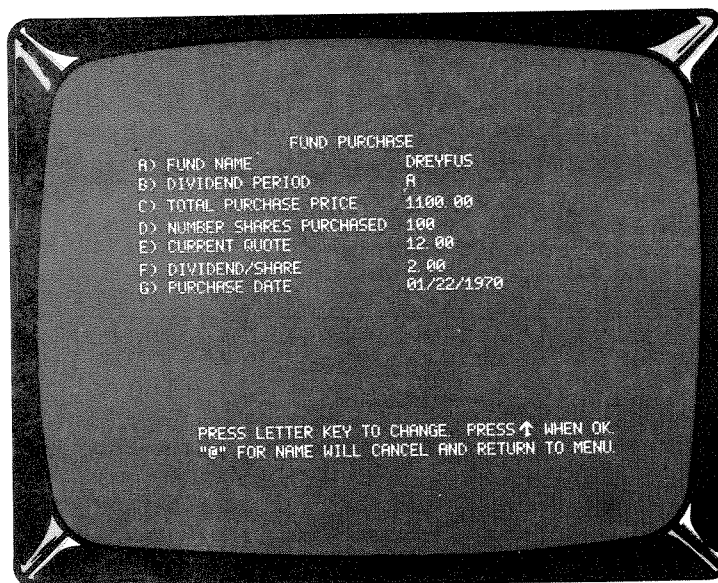 FUND PURCHASE
A) FUND NAME DREYFUS
B) DIVIDEND PERIOD A
C) TOTAL PURCHASE PRICE 1100.00
D) NUMBER SHARES PURCHASED 100
E) CURRENT QUOTE 12.00
F) DIVIDEND/SHARE 2.00
G) PURCHASE DATE 01/22/1970
PRESS LETTER KEY TO CHANGE. PRESS ↑ WHEN OK.
"@" FOR NAME WILL CANCEL AND RETURN TO MENU.